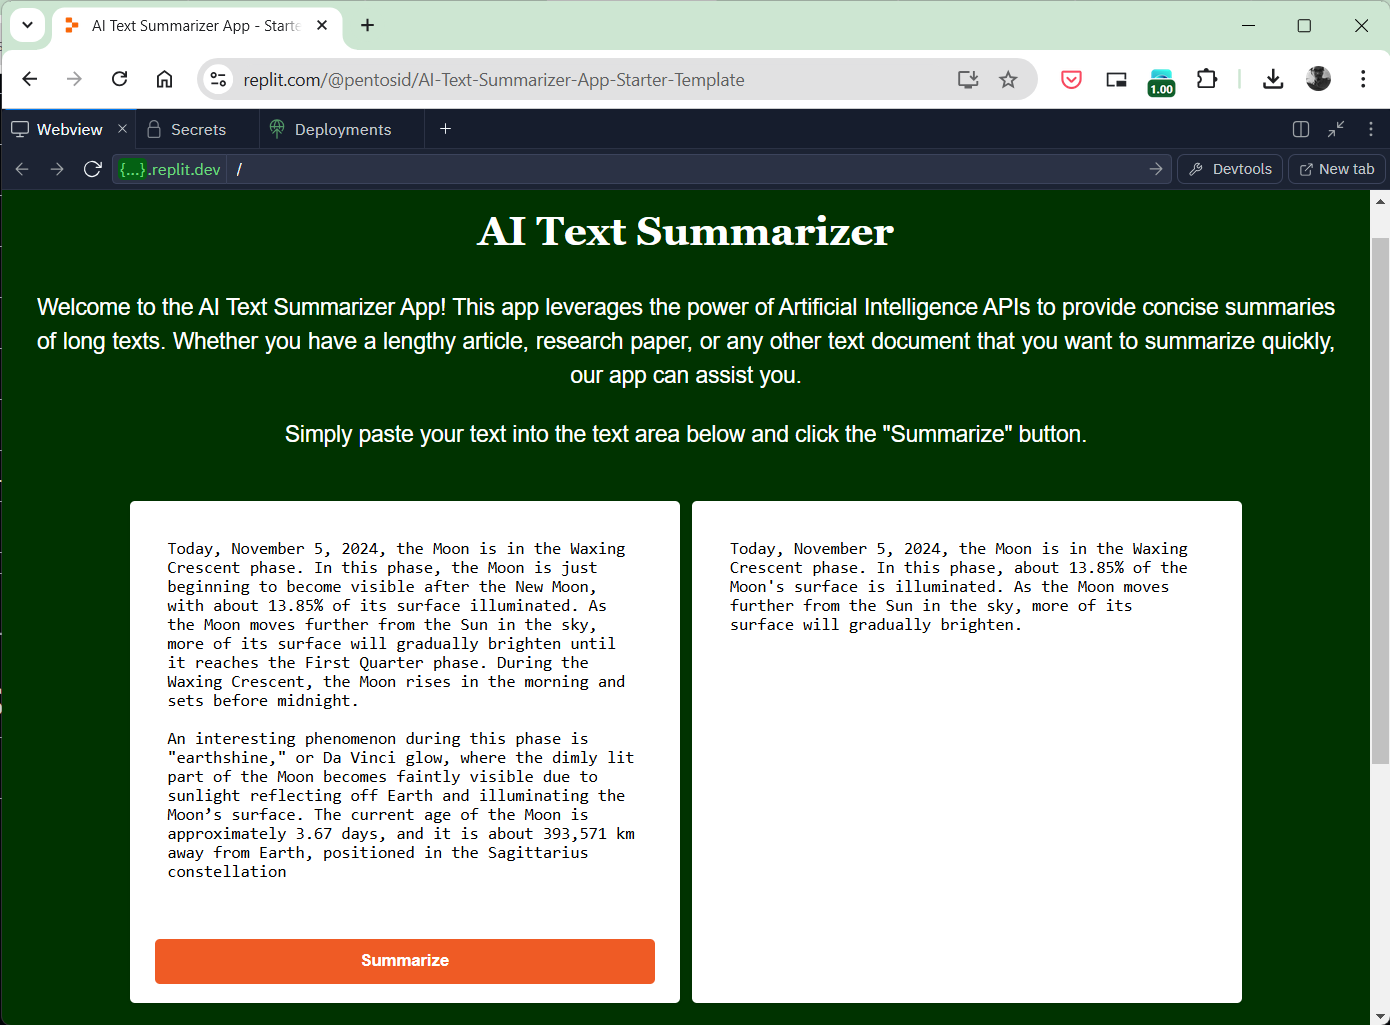 AI Text Summarizer App - Starte
replit.com/@pentosid/AI-Text-Summarizer-App-Starter-Template
1.00
Webview
Secrets
Deployments
{...}.replit.dev /
Devtools
New tab
AI Text Summarizer
Welcome to the AI Text Summarizer App! This app leverages the power of Artificial Intelligence APIs to provide concise summaries
of long texts. Whether you have a lengthy article, research paper, or any other text document that you want to summarize quickly,
our app can assist you.
Simply paste your text into the text area below and click the "Summarize" button.
Today, November 5, 2024, the Moon is in the Waxing
Crescent phase. In this phase, the Moon is just
beginning to become visible after the New Moon,
with about 13.85% of its surface illuminated. As
the Moon moves further from the Sun in the sky,
more of its surface will gradually brighten until
it reaches the First Quarter phase. During the
Waxing Crescent, the Moon rises in the morning and
sets before midnight.
An interesting phenomenon during this phase is
"earthshine," or Da Vinci glow, where the dimly lit
part of the Moon becomes faintly visible due to
sunlight reflecting off Earth and illuminating the
Moon’s surface. The current age of the Moon is
approximately 3.67 days, and it is about 393,571 km
away from Earth, positioned in the Sagittarius
constellation
Summarize
Today, November 5, 2024, the Moon is in the Waxing
Crescent phase. In this phase, about 13.85% of the
Moon's surface is illuminated. As the Moon moves
further from the Sun in the sky, more of its
surface will gradually brighten.